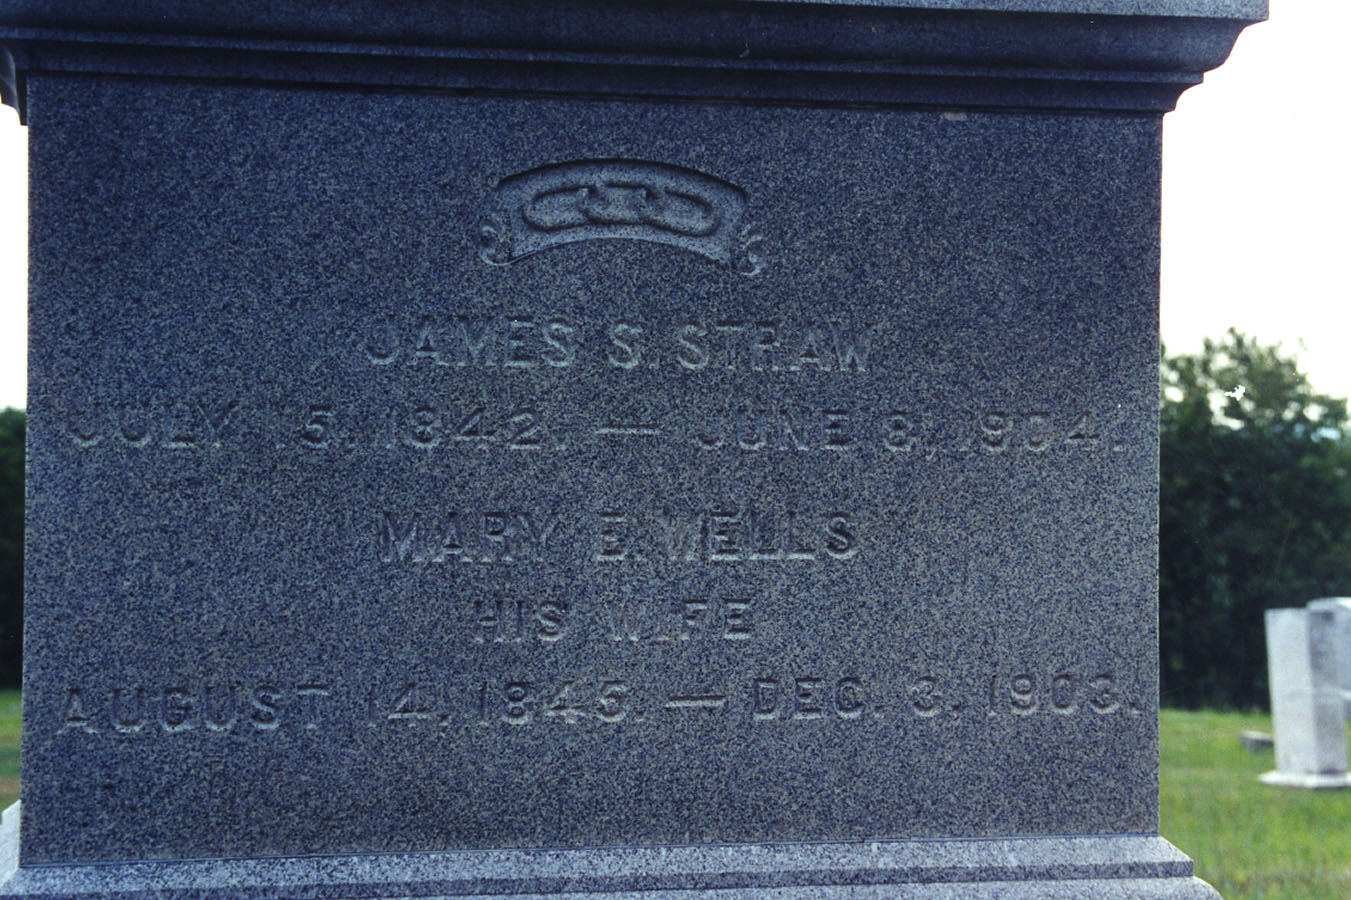 JAMES S. STRAW
JULY 15, 1842. — JUNE 8, 1904.
MARY E. WELLS
HIS WIFE
AUGUST 14, 1845. — DEC. 3, 1903.